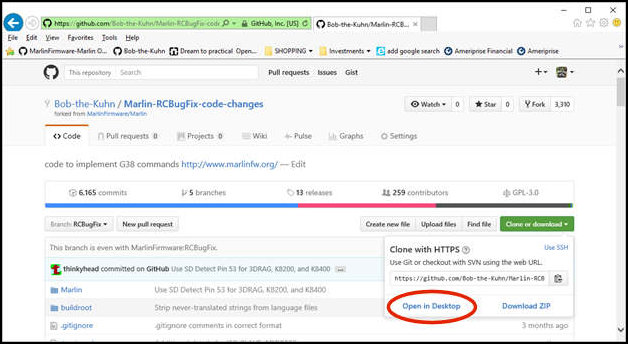 https://github.com/Bob-the-Kuhn/Marlin-RCBugFix-code
GitHub, Inc. [US]
Bob-the-Kuhn/Marlin-RCBF...
File Edit View Favorites Tools Help
MarlinFirmware-Marlin O...
Bob-the-Kuhn
Dream to practical Open...
SHOPPING
Investments
add google search
Ameriprise Financial
Ameriprise
This repository
Search
Pull requests Issues Gist
Bob-the-Kuhn / Marlin-RCBugFix-code-changes
forked from MarlinFirmware/Marlin
Watch 0
Star 0
Fork 3,310
Code
Pull requests 0
Projects 0
Wiki
Pulse
Graphs
Settings
code to implement G38 commands http://www.marlinfw.org/ — Edit
6,165 commits
5 branches
13 releases
259 contributors
GPL-3.0
Branch: RCBugFix
New pull request
Create new file
Upload files
Find file
Clone or download
This branch is even with MarlinFirmware:RCBugFix.
Clone with HTTPS
Use SSH
Use Git or checkout with SVN using the web URL.
https://github.com/Bob-the-Kuhn/Marlin-RCB
Open in Desktop
Download ZIP
thinkyhead committed on GitHub Use SD Detect Pin 53 for 3DRAG, K8200, and K8400 ...
Marlin
Use SD Detect Pin 53 for 3DRAG, K8200, and K8400
buildroot
Strip never-translated strings from language files
.gitignore
.gitignore comments in correct format
3 months ago